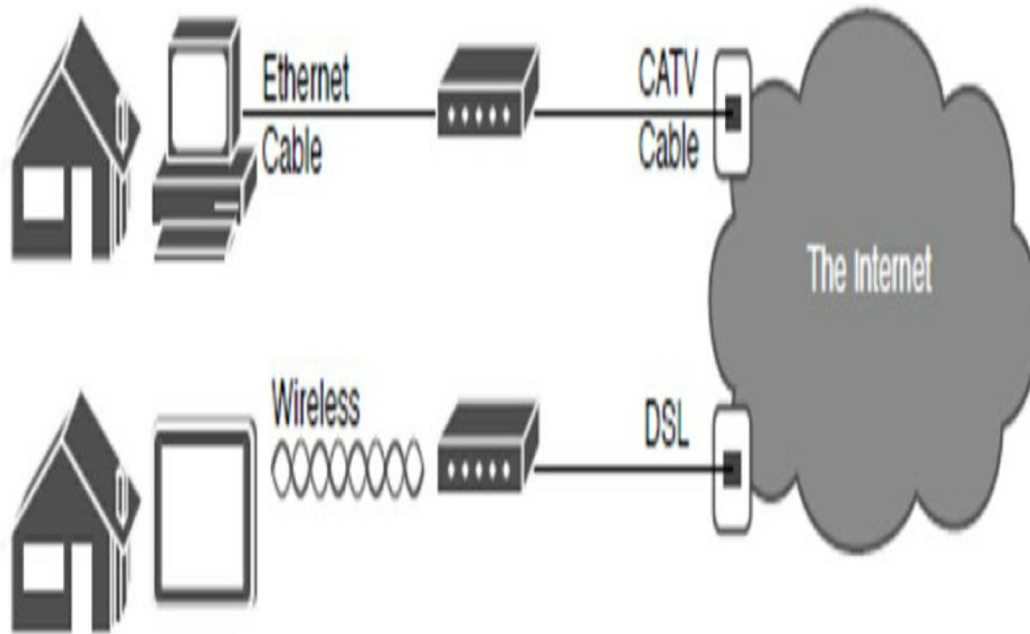 Ethernet
Cable
CATV
Cable
The Internet
Wireless
DSL